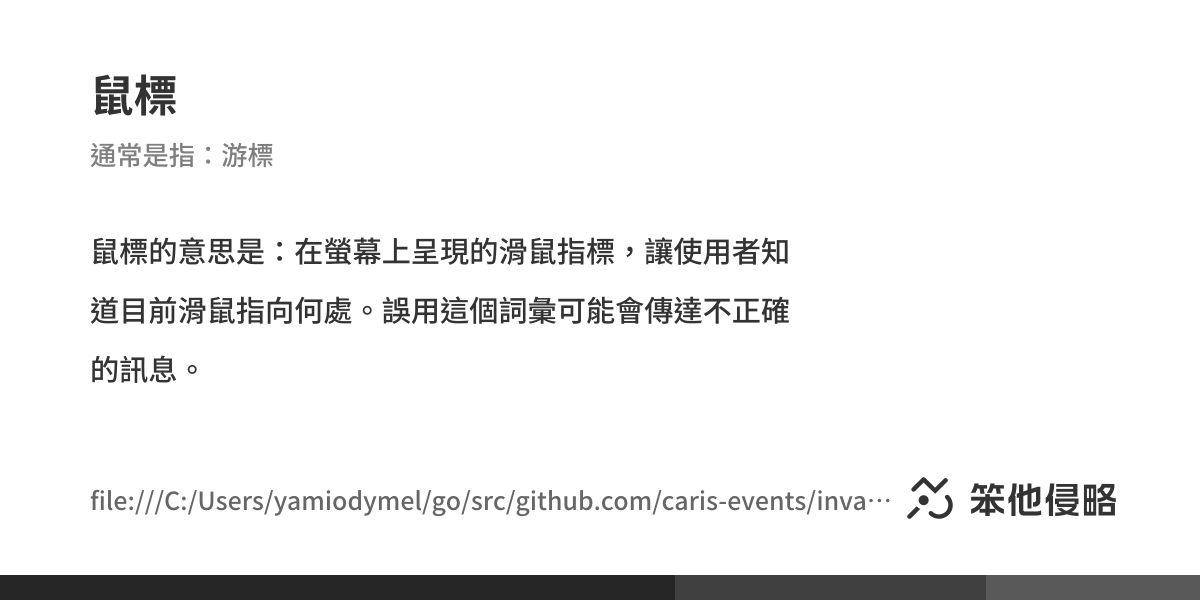 鼠標
通常是指：游標
鼠標的意思是：在螢幕上呈現的滑鼠指標，讓使用者知
道目前滑鼠指向何處。誤用這個詞彙可能會傳達不正確
的訊息。
file:///C:/Users/yamiodymel/go/src/github.com/caris-events/inva…
笨他侵略